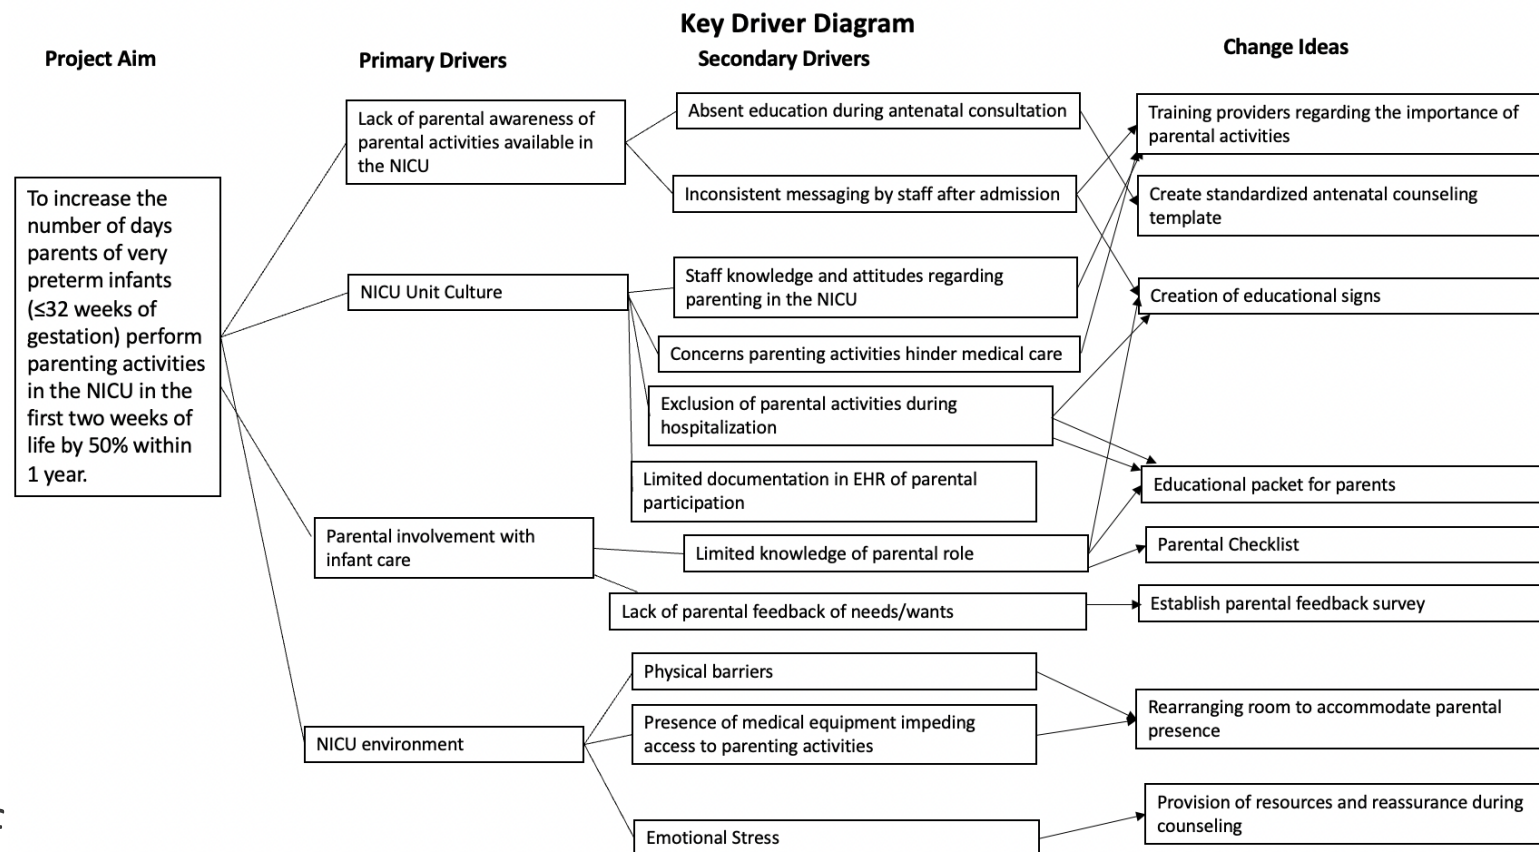 Key Driver Diagram
Project Aim
Primary Drivers
Secondary Drivers
Change Ideas
To increase the
number of days
parents of very
preterm infants
(≤32 weeks of
gestation) perform
parenting activities
in the NICU in the
first two weeks of
life by 50% within
1 year.
Lack of parental awareness of
parental activities available in
the NICU
NICU Unit Culture
Parental involvement with
infant care
NICU environment
Absent education during antenatal consultation
Inconsistent messaging by staff after admission
Staff knowledge and attitudes regarding
parenting in the NICU
Concerns parenting activities hinder medical care
Exclusion of parental activities during
hospitalization
Limited documentation in EHR of parental
participation
Limited knowledge of parental role
Lack of parental feedback of needs/wants
Physical barriers
Presence of medical equipment impeding
access to parenting activities
Emotional Stress
Training providers regarding the importance of
parental activities
Create standardized antenatal counseling
template
Creation of educational signs
Educational packet for parents
Parental Checklist
Establish parental feedback survey
Rearranging room to accommodate parental
presence
Provision of resources and reassurance during
counseling